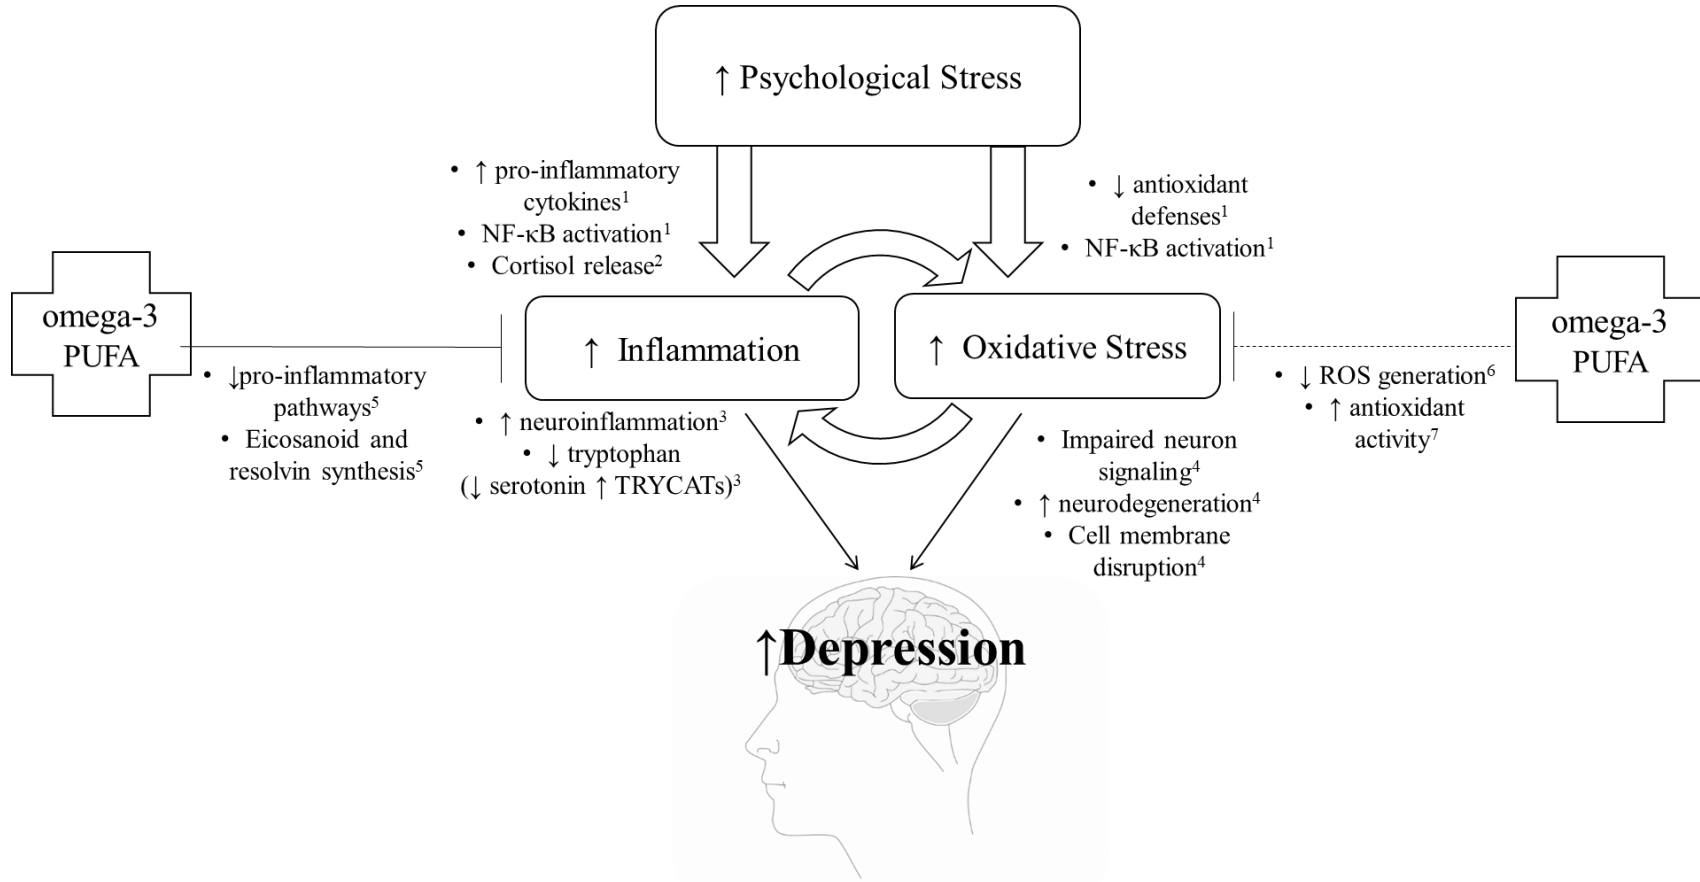 ↑ Psychological Stress
• ↑ pro-inflammatory
cytokines¹
• NF-κB activation¹
• Cortisol release²
• ↓ antioxidant
defenses¹
• NF-κB activation¹
omega-3
PUFA
↑ Inflammation
↑ Oxidative Stress
omega-3
PUFA
• ↓pro-inflammatory
pathways⁵
• Eicosanoid and
resolvin synthesis⁵
• ↑ neuroinflammation³
• ↓ tryptophan
(↓ serotonin ↑ TRYCATs)³
• Impaired neuron
signaling⁴
• ↑ neurodegeneration⁴
• Cell membrane
disruption⁴
• ↓ ROS generation⁶
• ↑ antioxidant
activity⁷
↑Depression